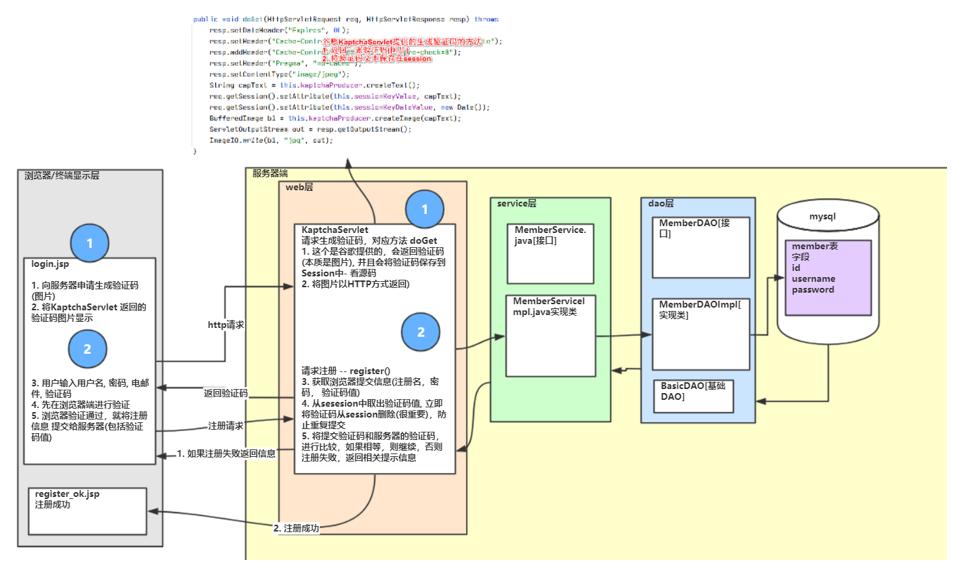 public void doGet(HttpServletRequest req, HttpServletResponse resp) throws
resp.setDateHeader("Expires", 0L);
resp.setHeader("Cache-Control
这个是KaptchaServlet提供的生成验证码的方法
resp.addHeader("Cache-Control
check=0");
resp.setHeader("Pragma", "no-cache");
2. 将验证码文本保存在session
resp.setContentType("image/jpeg");
String capText = this.kaptchaProducer.createText();
req.getSession().setAttribute(this.sessionKeyValue, capText);
req.getSession().setAttribute(this.sessionKeyDateValue, new Date());
BufferedImage bi = this.kaptchaProducer.createImage(capText);
ServletOutputStream out = resp.getOutputStream();
ImageIO.write(bi, "jpg", out);
}
浏览器/终端显示层
1
login.jsp
1. 向服务器申请生成验证码
(图片)
2. 将KaptchaServlet 返回的
验证码图片显示
2
3. 用户输入用户名, 密码, 电邮
件, 验证码
4. 先在浏览器端进行验证
5. 浏览器验证通过，就将注册
信息 提交给服务器(包括验证
码值)
register_ok.jsp
注册成功
http请求
返回验证码
注册请求
1. 如果注册失败返回信息
2. 注册成功
服务器端
web层
1
KaptchaServlet
请求生成验证码，对应方法 doGet
1. 这个是谷歌提供的，会返回验证码
(本质是图片), 并且会将验证码保存到
Session中- 看源码
2. 将图片以HTTP方式返回)
2
请求注册 -- register()
3. 获取浏览器提交信息(注册名，密
码， 验证码值)
4. 从sesesion中取出验证码值, 立即
将验证码从session删除(很重要)，防
止重复提交
5. 将提交验证码和服务器的验证码，
进行比较，如果相等，则继续，否则
注册失败，返回相关提示信息
service层
MemberService.
java[接口]
MemberServiceI
mpl.java实现类
dao层
MemberDAO[接
口]
MemberDAOImpl[
实现类]
BasicDAO[基础
DAO]
mysql
member表
字段
id
username
password